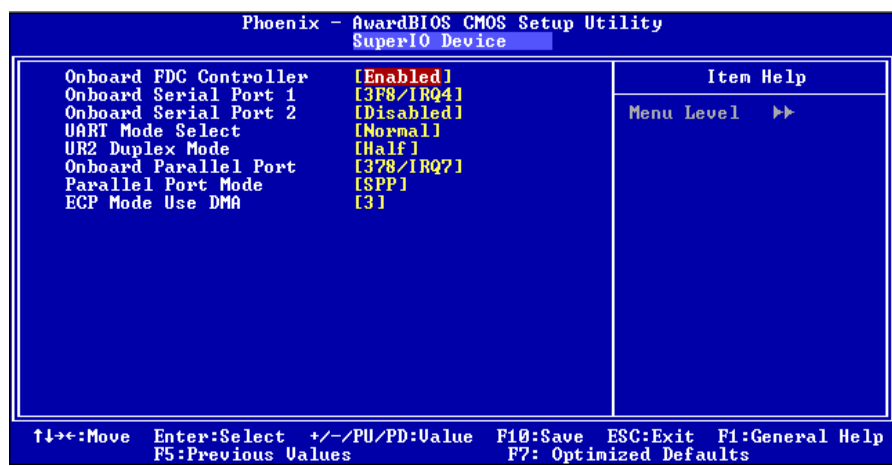 Phoenix - AwardBIOS CMOS Setup Utility
SuperIO Device
Onboard FDC Controller [Enabled]
Onboard Serial Port 1 [3F8/IRQ4]
Onboard Serial Port 2 [Disabled]
UART Mode Select [Normal]
UR2 Duplex Mode [Half]
Onboard Parallel Port [378/IRQ7]
Parallel Port Mode [SPP]
ECP Mode Use DMA [3]
Item Help
Menu Level ▶▶
↑↓→←:Move Enter:Select +/-/PU/PD:Value F10:Save ESC:Exit F1:General Help
F5:Previous Values F7: Optimized Defaults